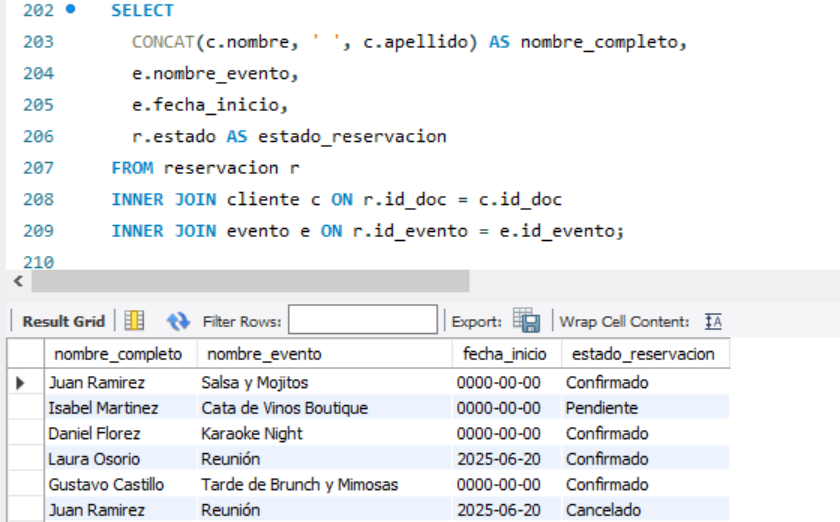 202 SELECT
203 CONCAT(c.nombre, ' ', c.apellido) AS nombre_completo,
204 e.nombre_evento,
205 e.fecha_inicio,
206 r.estado AS estado_reservacion
207 FROM reservacion r
208 INNER JOIN cliente c ON r.id_doc = c.id_doc
209 INNER JOIN evento e ON r.id_evento = e.id_evento;
210
Result Grid Filter Rows: Export: Wrap Cell Content: IA
nombre_completo nombre_evento fecha_inicio estado_reservacion
Juan Ramirez Salsa y Mojitos 0000-00-00 Confirmado
Isabel Martinez Cata de Vinos Boutique 0000-00-00 Pendiente
Daniel Florez Karaoke Night 0000-00-00 Confirmado
Laura Osorio Reunión 2025-06-20 Confirmado
Gustavo Castillo Tarde de Brunch y Mimosas 0000-00-00 Confirmado
Juan Ramirez Reunión 2025-06-20 Cancelado